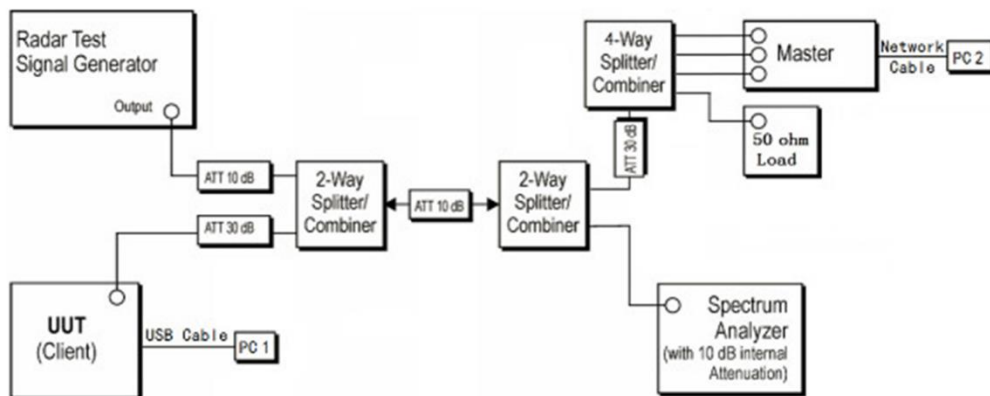 Radar Test
Signal Generator
Output
ATT 10 dB
2-Way
Splitter/
Combiner
ATT 30 dB
UUT
(Client)
USB Cable
PC 1
ATT 10 dB
2-Way
Splitter/
Combiner
ATT 30 dB
4-Way
Splitter/
Combiner
Master
Network
Cable
PC 2
50 ohm
Load
Spectrum
Analyzer
(with 10 dB internal
Attenuation)